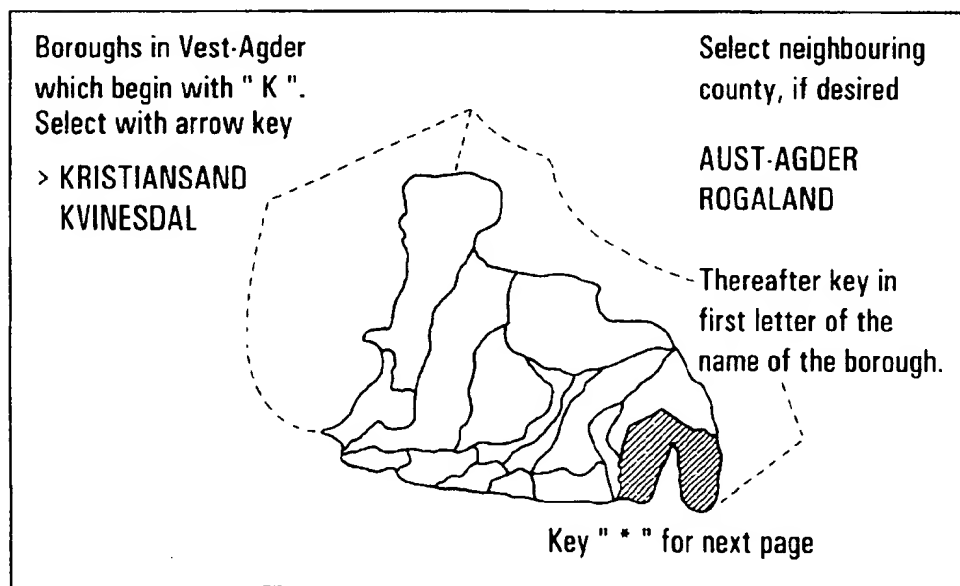 Boroughs in Vest-Agder
which begin with " K ".
Select with arrow key
> KRISTIANSAND
KVINESDAL
Select neighbouring
county, if desired
AUST-AGDER
ROGALAND
Thereafter key in
first letter of the
name of the borough.
Key " * " for next page